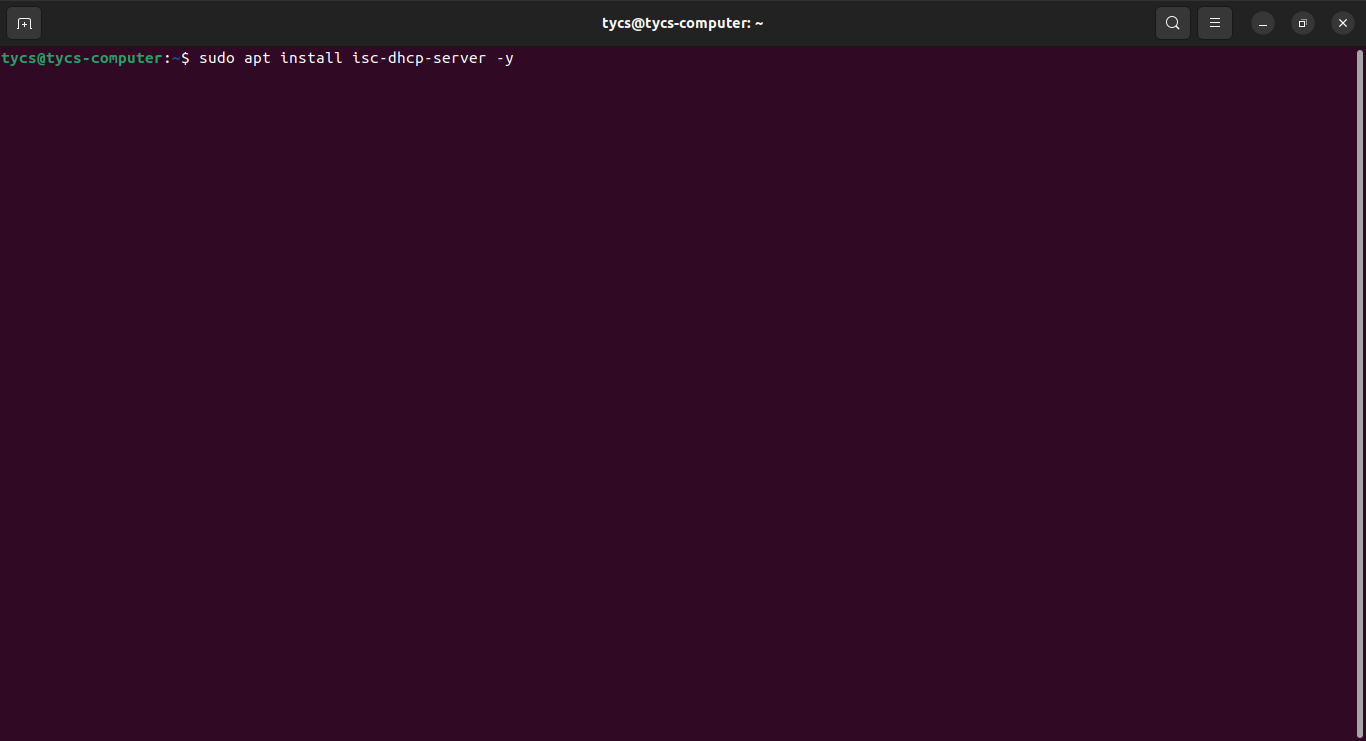 tycs@tycs-computer: ~
tycs@tycs-computer:~$ sudo apt install isc-dhcp-server -y